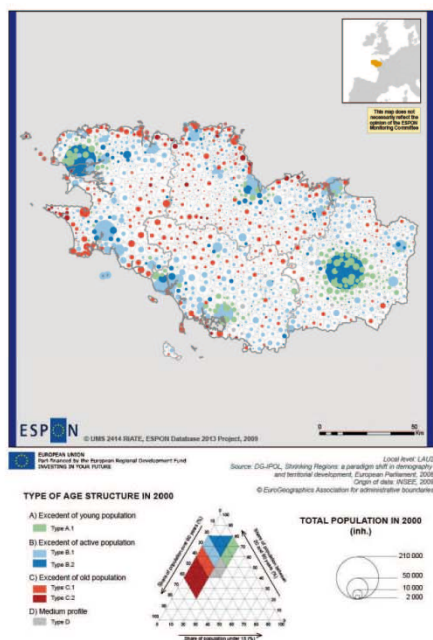 This map does not
necessarily reflect the
opinion of the ESPON
Monitoring Committee
ESPON
© UMS 2414 RIATE, ESPON Database 2013 Project, 2009
0
50
Km
EUROPEAN UNION
Part-financed by the European Regional Development Fund
INVESTING IN YOUR FUTURE
Local level: LAU2
Source: DG-IPOL, Shrinking Regions: a paradigm shift in demography
and territorial development, European Parliament, 2008
Origin of data: INSEE, 2009
© EuroGeographics Association for administrative boundaries
TYPE OF AGE STRUCTURE IN 2000
A) Excedent of young population
Type A.1
B) Excedent of active population
Type B.1
Type B.2
C) Excedent of old population
Type C.1
Type C.2
D) Medium profile
Type D
Share of population under 15 (%)
TOTAL POPULATION IN 2000
(inh.)
210 000
50 000
10 000
2 000